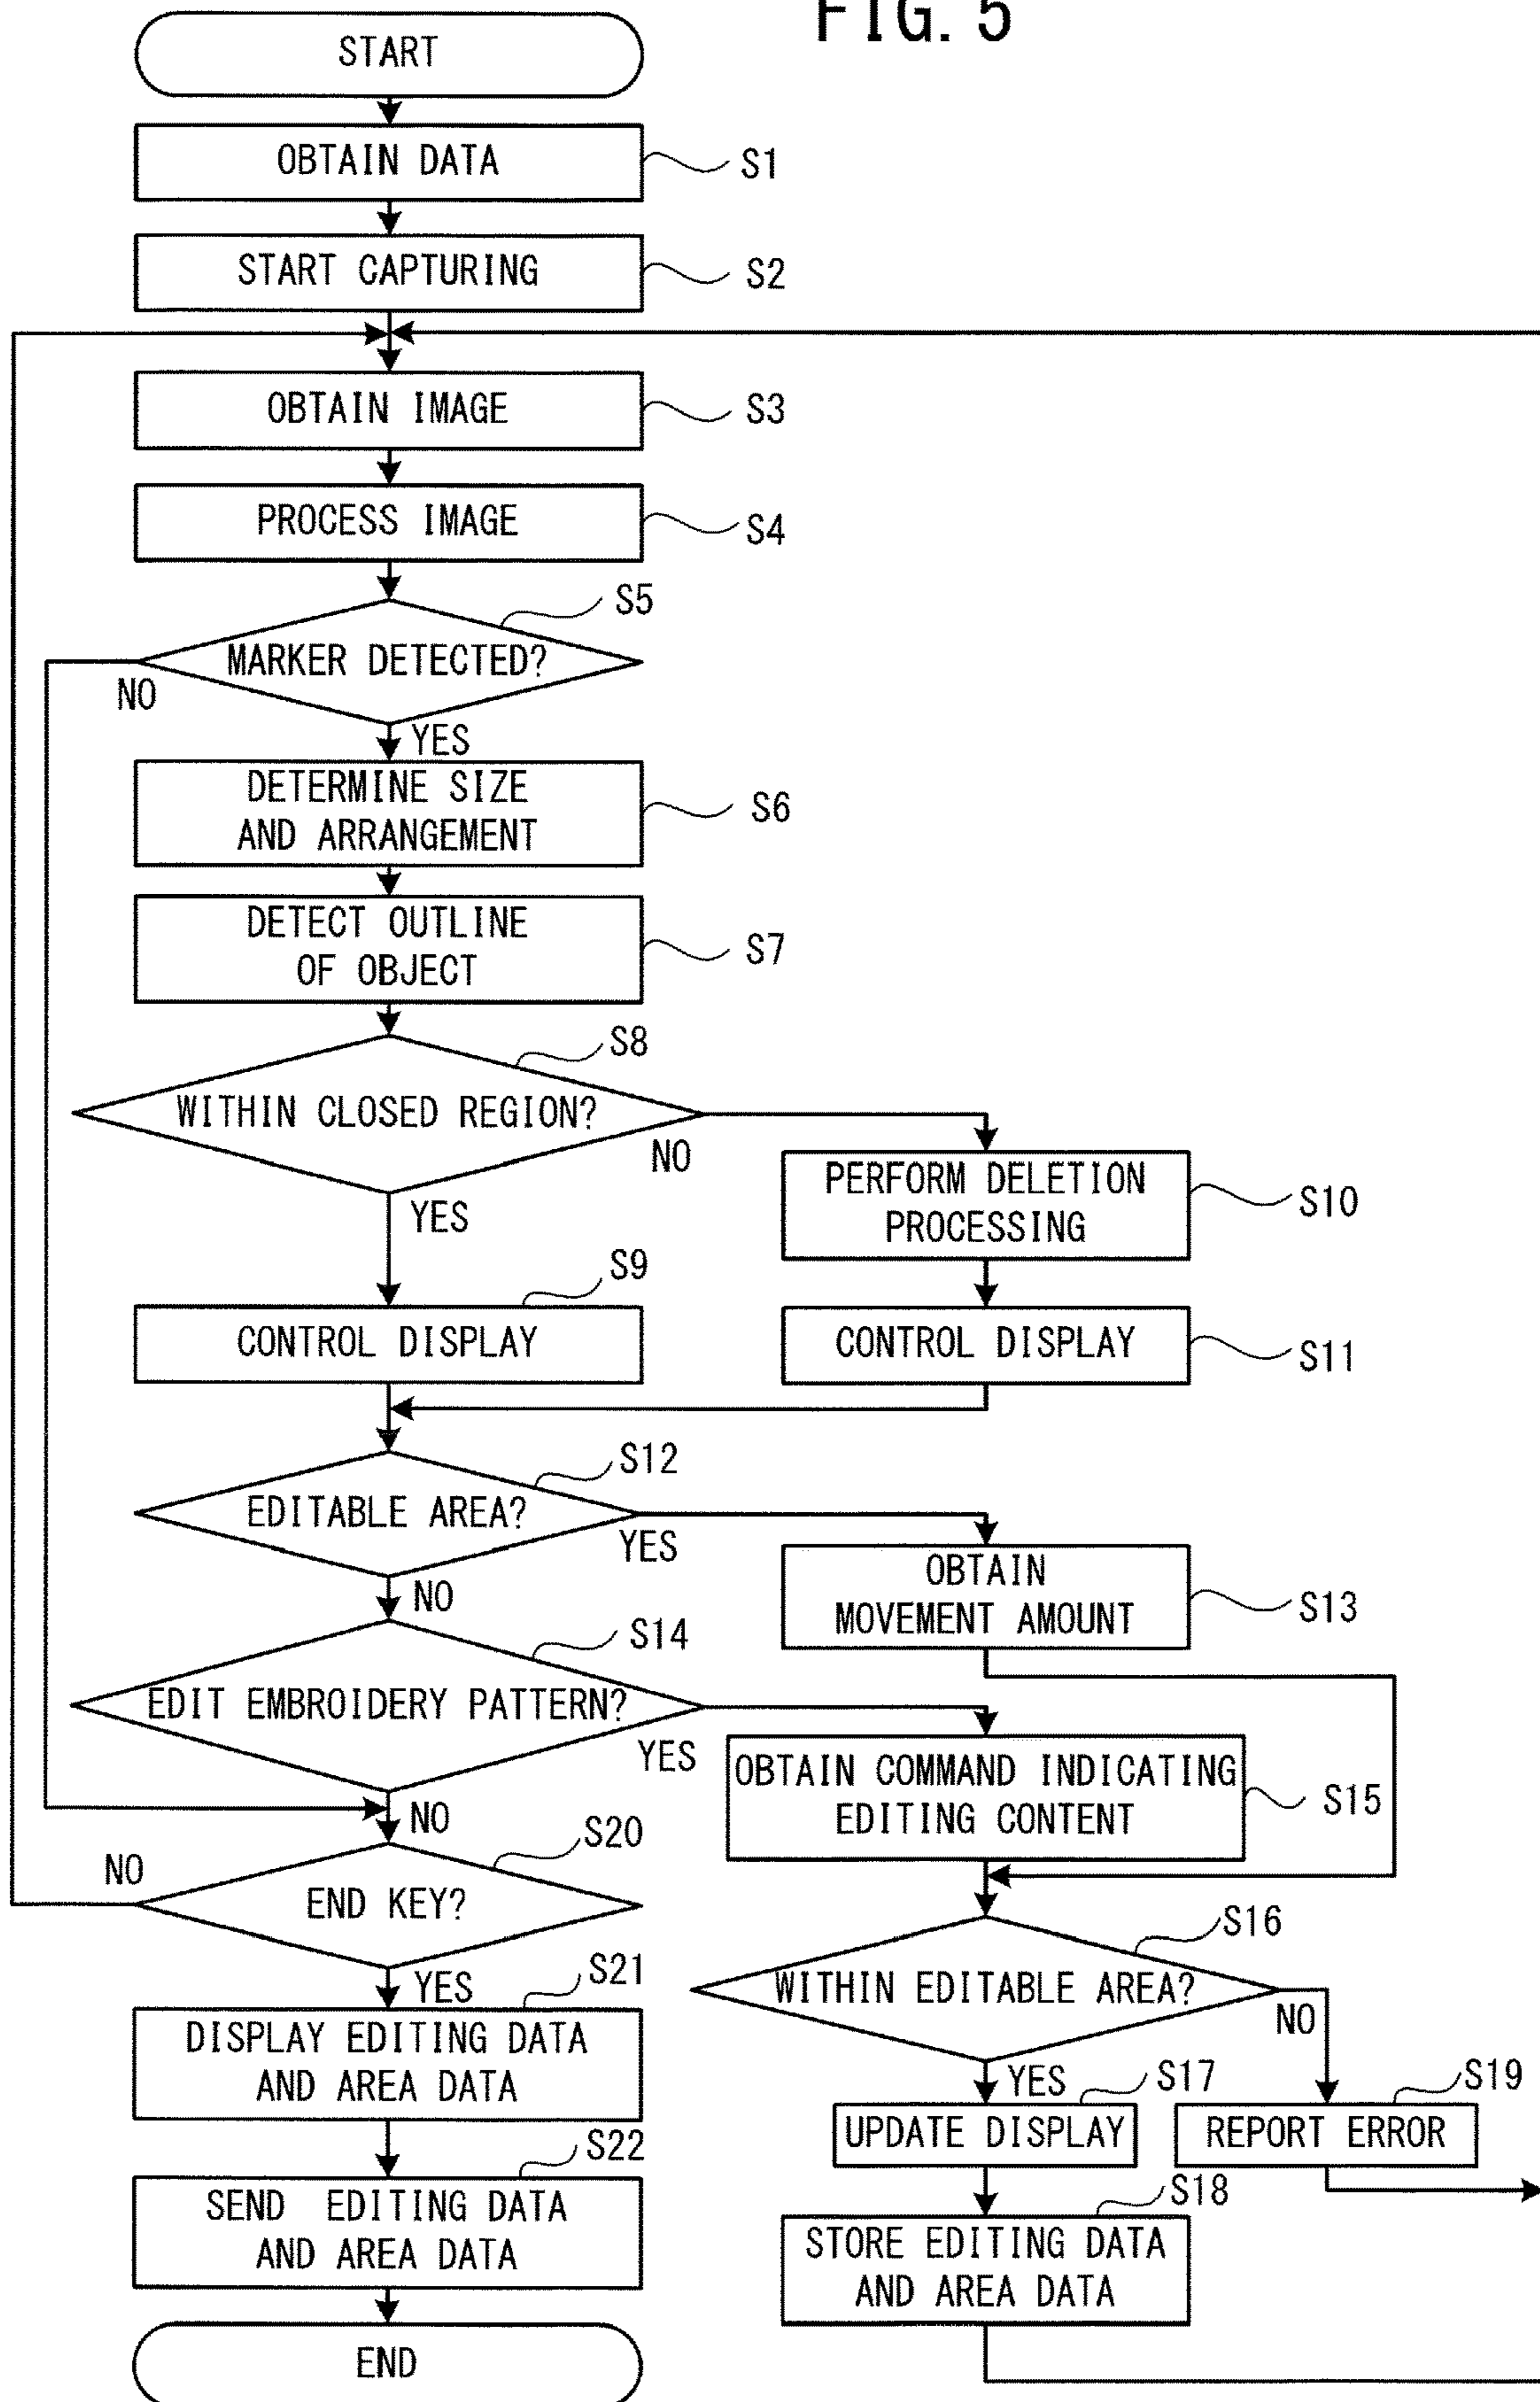 FIG. 5
START
OBTAIN DATA
S1
START CAPTURING
S2
OBTAIN IMAGE
S3
PROCESS IMAGE
S4
S5
MARKER DETECTED?
NO
YES
DETERMINE SIZE
AND ARRANGEMENT
S6
DETECT OUTLINE
OF OBJECT
S7
S8
WITHIN CLOSED REGION?
NO
YES
PERFORM DELETION
PROCESSING
S10
S9
CONTROL DISPLAY
CONTROL DISPLAY
S11
S12
EDITABLE AREA?
YES
NO
OBTAIN
MOVEMENT AMOUNT
S13
S14
EDIT EMBROIDERY PATTERN?
YES
OBTAIN COMMAND INDICATING
EDITING CONTENT
S15
NO
S20
NO
END KEY?
YES
S16
WITHIN EDITABLE AREA?
NO
YES
S21
DISPLAY EDITING DATA
AND AREA DATA
S17
UPDATE DISPLAY
S19
REPORT ERROR
S22
SEND EDITING DATA
AND AREA DATA
S18
STORE EDITING DATA
AND AREA DATA
END